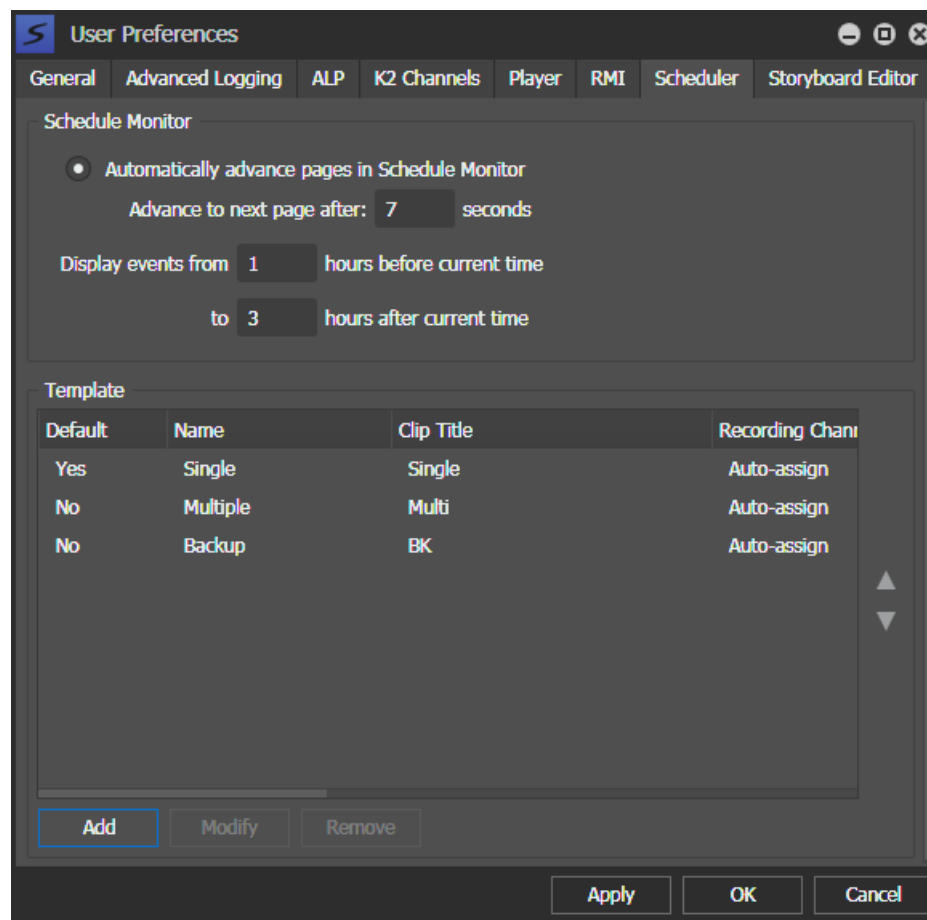 S User Preferences
General Advanced Logging ALP K2 Channels Player RMI Scheduler Storyboard Editor
Schedule Monitor
Automatically advance pages in Schedule Monitor
Advance to next page after: 7 seconds
Display events from 1 hours before current time
to 3 hours after current time
Template
Default Name Clip Title Recording Chann
Yes Single Single Auto-assign
No Multiple Multi Auto-assign
No Backup BK Auto-assign
Add Modify Remove
Apply OK Cancel